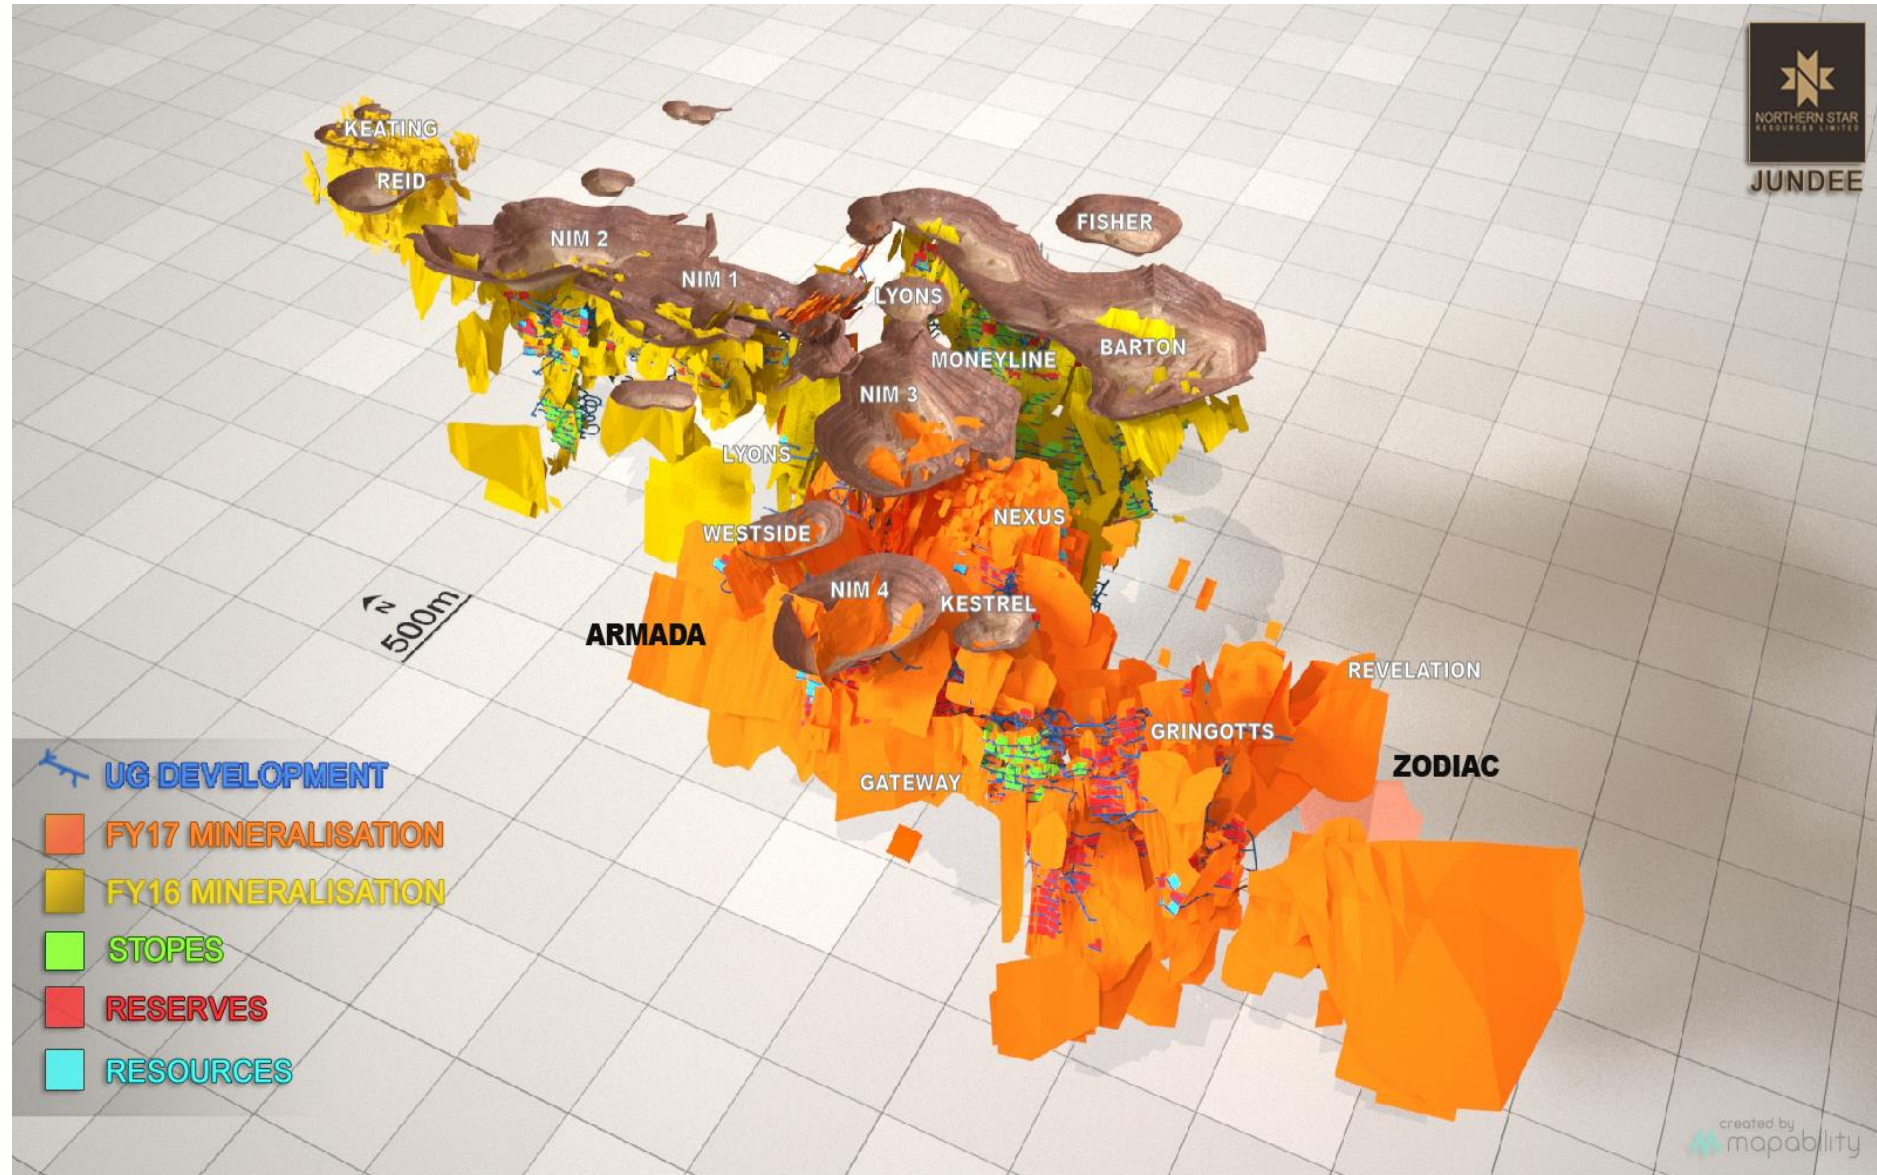 NORTHERN STAR
RESOURCES LIMITED
JUNDEE
KEATING
REID
NIM 2
NIM 1
FISHER
LYONS
MONEYLINE
BARTON
NIM 3
LYONS
NEXUS
WESTSIDE
NIM 4
KESTREL
N
500m
ARMADA
REVELATION
GRINGOTTS
ZODIAC
GATEWAY
UG DEVELOPMENT
FY17 MINERALISATION
FY16 MINERALISATION
STOPES
RESERVES
RESOURCES
created by
mapability